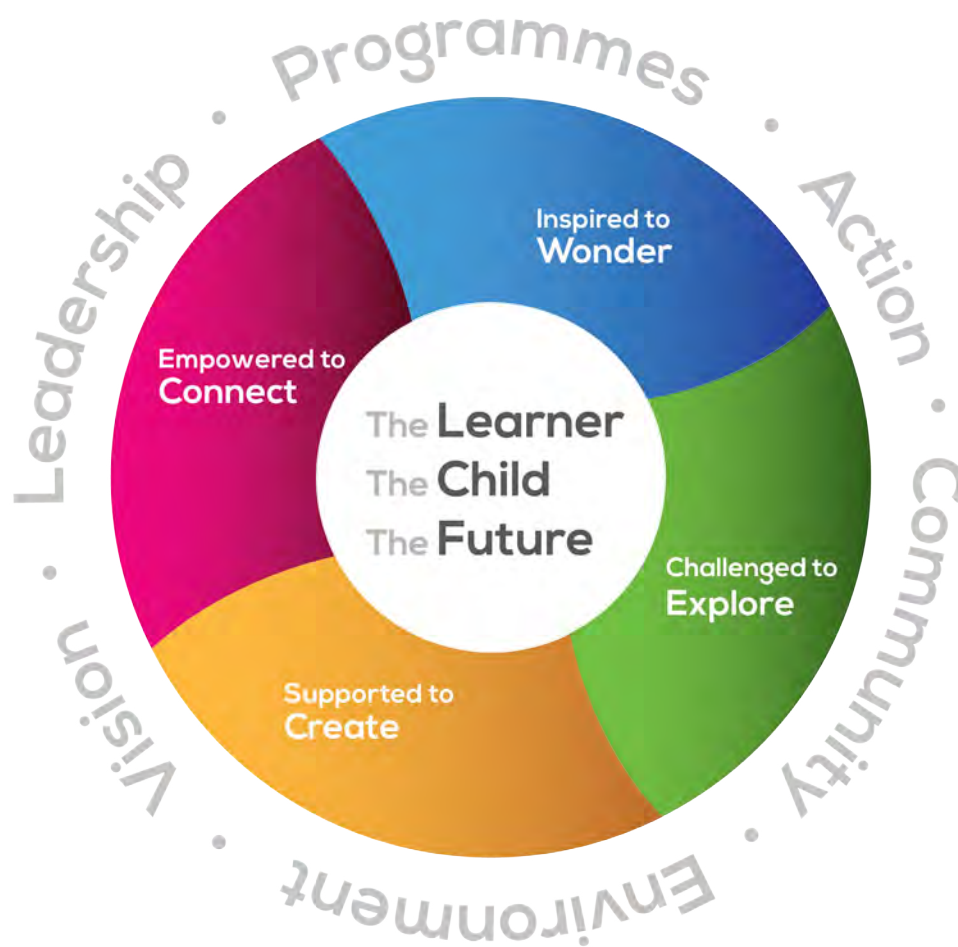 Programmes · Action · Community · Environment · Vision · Leadership ·
Inspired to
Wonder
Challenged to
Explore
Supported to
Create
Empowered to
Connect
The Learner
The Child
The Future